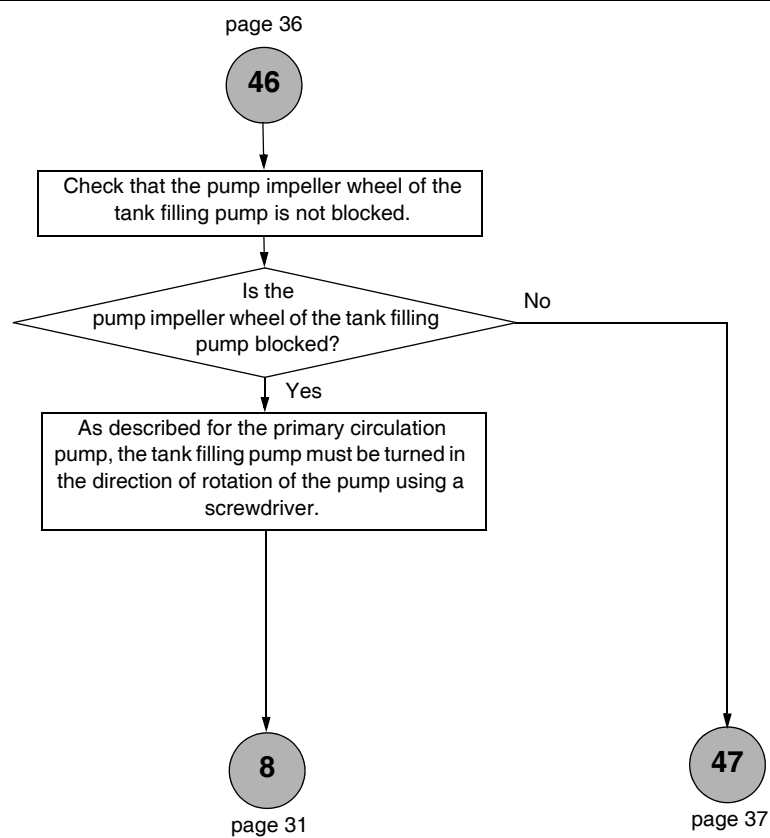 page 36
46
Check that the pump impeller wheel of the
tank filling pump is not blocked.
Is the
pump impeller wheel of the tank filling
pump blocked?
No
Yes
As described for the primary circulation
pump, the tank filling pump must be turned in
the direction of rotation of the pump using a
screwdriver.
8
page 31
47
page 37